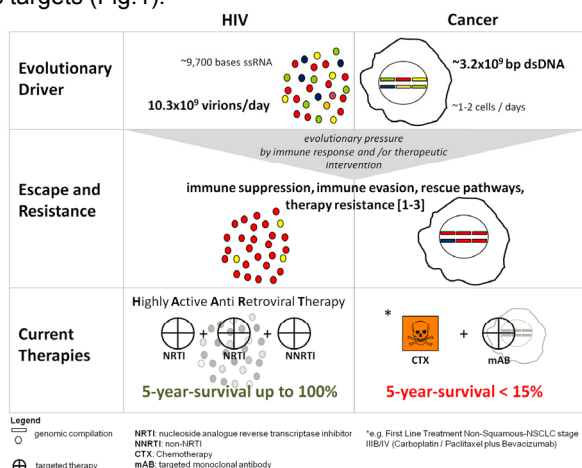 s targets (Fig.1).
HIV
Cancer
Evolutionary
Driver
~9,700 bases ssRNA
10.3x10⁹ virions/day
~3.2x10⁹ bp dsDNA
~1-2 cells / days
evolutionary pressure
by immune response and /or therapeutic
intervention
Escape and
Resistance
immune suppression, immune evasion, rescue pathways,
therapy resistance [1-3]
Current
Therapies
Highly Active Anti Retroviral Therapy
+
+
NRTI
NRTI
NNRTI
5-year-survival up to 100%
*
+
CTX
mAB
5-year-survival < 15%
Legend
genomic compilation
targeted therapy
NRTI: nucleoside analogue reverse transcriptase inhibitor
NNRTI: non-NRTI
CTX: Chemotherapy
mAB: targeted monoclonal antibody
*e.g. First Line Treatment Non-Squamous-NSCLC stage
IIIB/IV (Carboplatin / Paclitaxel plus Bevacizumab)